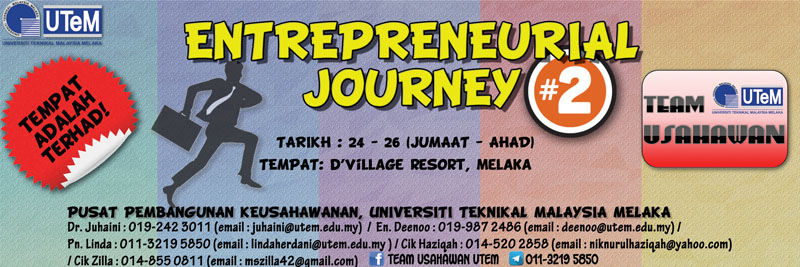 UTeM
UNIVERSITI TEKNIKAL MALAYSIA MELAKA
ENTREPRENEURIAL
JOURNEY #2
TEMPAT
ADALAH
TERHAD!
TEAM UTeM
UNIVERSITI TEKNIKAL MALAYSIA MELAKA
USAHAWAN
TARIKH : 24 - 26 (JUMAAT - AHAD)
TEMPAT: D'VILLAGE RESORT, MELAKA
PUSAT PEMBANGUNAN KEUSAHAWANAN, UNIVERSITI TEKNIKAL MALAYSIA MELAKA
Dr. Juhaini : 019-242 3011 (email : juhaini@utem.edu.my) / En. Deenoo : 019-987 2486 (email : deenoo@utem.edu.my) /
Pn. Linda : 011-3219 5850 (email : lindaherdani@utem.edu.my ) / Cik Haziqah : 014-520 2858 (email : niknurulhaziqah@yahoo.com)
/ Cik Zilla : 014-855 0811 (email : mszilla42@gmail.com) f TEAM USAHAWAN UTEM 011-3219 5850